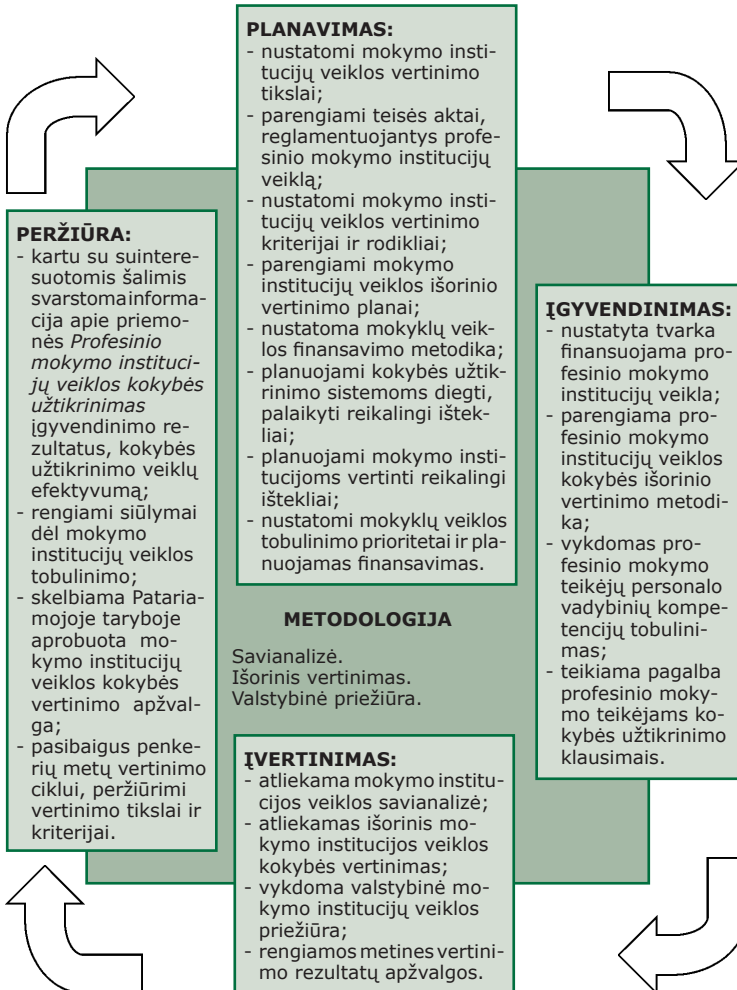 PLANAVIMAS:
- nustatomi mokymo insti-
tucijų veiklos vertinimo
tikslai;
- parengiami teisės aktai,
reglamentuojantys profe-
sinio mokymo institucijų
veiklą;
- nustatomi mokymo insti-
tucijų veiklos vertinimo
kriterijai ir rodikliai;
- parengiami mokymo
institucijų veiklos išorinio
vertinimo planai;
- nustatoma mokyklų veik-
los finansavimo metodika;
- planuojami kokybės užtik-
rinimo sistemoms diegti,
palaikyti reikalingi ištek-
liai;
- planuojami mokymo insti-
tucijoms vertinti reikalingi
ištekliai;
- nustatomi mokyklų veiklos
tobulinimo prioritetai ir pla-
nuojamas finansavimas.
ĮGYVENDINIMAS:
- nustatyta tvarka
finansuojama pro-
fesinio mokymo
institucijų veikla;
- parengiama pro-
fesinio mokymo
institucijų veiklos
kokybės išorinio
vertinimo metodi-
ka;
- vykdomas pro-
fesinio mokymo
teikėjų personalo
vadybinių kompe-
tencijų tobulini-
mas;
- teikiama pagalba
profesinio moky-
mo teikėjams ko-
kybės užtikrinimo
klausimais.
ĮVERTINIMAS:
- atliekama mokymo institu-
cijos veiklos savianalizė;
- atliekamas išorinis mo-
kymo institucijos veiklos
kokybės vertinimas;
- vykdoma valstybinė mo-
kymo institucijų veiklos
priežiūra;
- rengiamos metines vertini-
mo rezultatų apžvalgos.
PERŽIŪRA:
- kartu su suintere-
suotomis šalimis
svarstomainforma-
cija apie priemo-
nės Profesinio
mokymo instituci-
jų veiklos kokybės
užtikrinimas
įgyvendinimo re-
zultatus, kokybės
užtikrinimo veiklų
efektyvumą;
- rengiami siūlymai
dėl mokymo
institucijų veiklos
tobulinimo;
- skelbiama Pataria-
mojoje taryboje
aprobuota mo-
kymo institucijų
veiklos kokybės
vertinimo apžval-
ga;
- pasibaigus penke-
rių metų vertinimo
ciklui, peržiūrimi
vertinimo tikslai ir
kriterijai.
METODOLOGIJA
Savianalizė.
Išorinis vertinimas.
Valstybinė priežiūra.